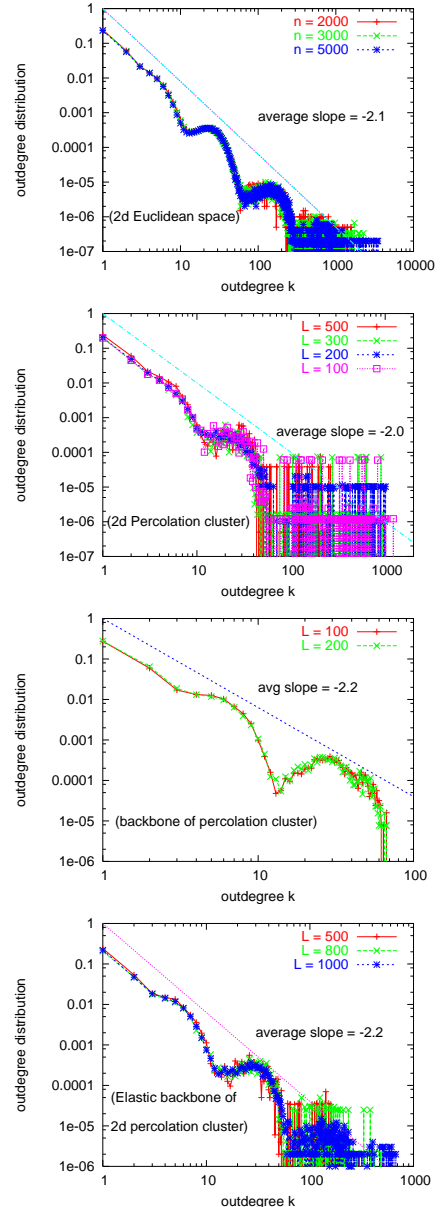 n = 2000
n = 3000
n = 5000
1
0.1
0.01
0.001
0.0001
1e-05
1e-06
1e-07
outdegree distribution
average slope = -2.1
(2d Euclidean space)
1 10 100 1000 10000
outdegree k
L = 500
L = 300
L = 200
L = 100
1
0.1
0.01
0.001
0.0001
1e-05
1e-06
1e-07
outdegree distribution
average slope = -2.0
(2d Percolation cluster)
1 10 100 1000
outdegree k
L = 100
L = 200
1
0.1
0.01
0.001
0.0001
1e-05
1e-06
outdegree distribution
avg slope = -2.2
(backbone of percolation cluster)
1 10 100
outdegree k
L = 500
L = 800
L = 1000
1
0.1
0.01
0.001
0.0001
1e-05
1e-06
outdegree distribution
average slope = -2.2
(Elastic backbone of
2d percolation cluster)
1 10 100 1000
outdegree k